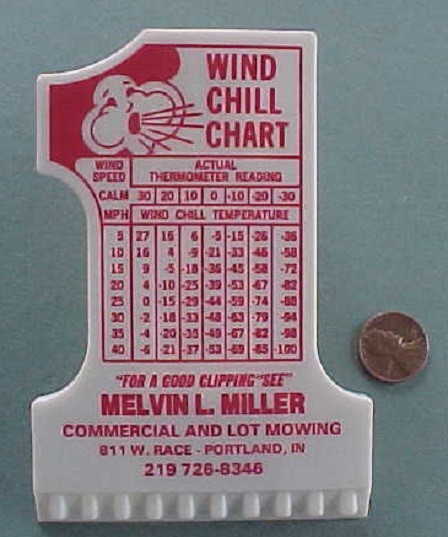 WIND
CHILL
CHART
WIND SPEED ACTUAL THERMOMETER READING
CALM 30 20 10 0 -10 -20 -30
MPH WIND CHILL TEMPERATURE
5 27 16 6 -5 -15 -26 -36
10 16 4 -9 -21 -33 -46 -58
15 9 -5 -18 -36 -45 -58 -72
20 4 -10 -25 -39 -53 -67 -82
25 0 -15 -29 -44 -59 -74 -88
30 -2 -18 -33 -48 -63 -79 -94
35 -4 -20 -35 -49 -67 -82 -98
40 -6 -21 -37 -53 -69 -85 -100
"FOR A GOOD CLIPPING" SEE"
MELVIN L. MILLER
COMMERCIAL AND LOT MOWING
811 W. RACE - PORTLAND, IN
219 726-8346